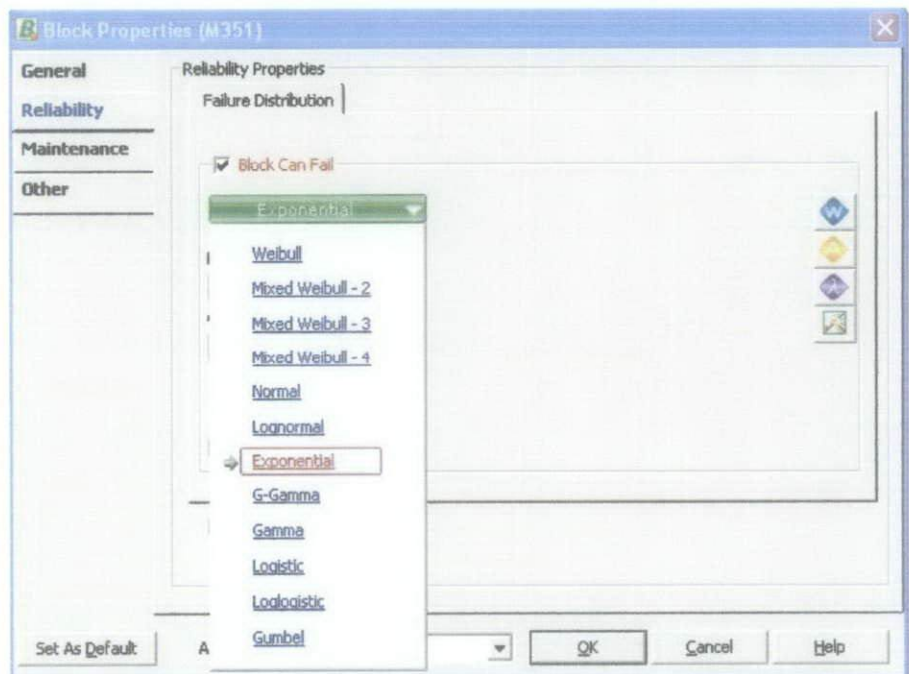 Block Properties (M351)
General
Reliability
Maintenance
Other
Reliability Properties
Failure Distribution
Block Can Fail
Exponential
Weibull
Mixed Weibull - 2
Mixed Weibull - 3
Mixed Weibull - 4
Normal
Lognormal
Exponential
G-Gamma
Gamma
Logistic
Loglogistic
Gumbel
Set As Default
A
OK
Cancel
Help